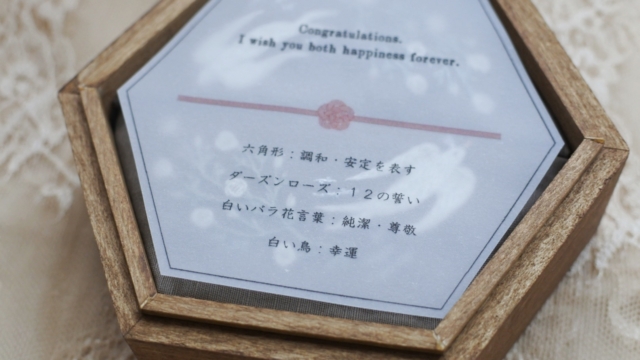 Congratulations.
I wish you both happiness forever.
六角形：調和・安定を表す
ダーズンローズ：１２の誓い
白いバラ花言葉：純潔・尊敬
白い鳥：幸運